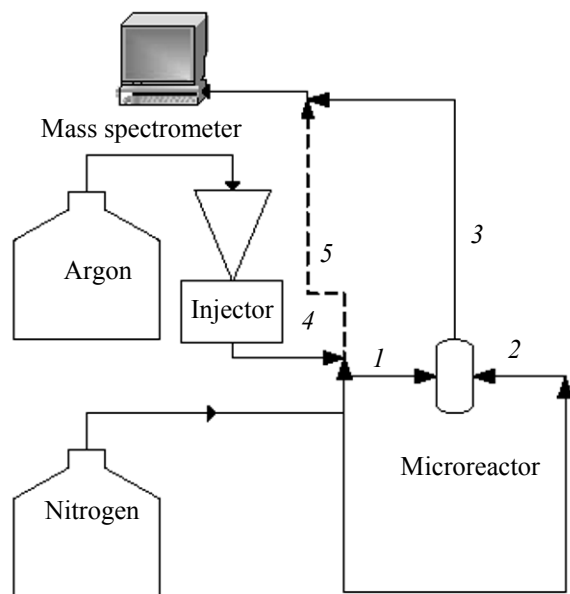 Mass spectrometer
Argon
Injector
5
3
4
1
2
Microreactor
Nitrogen